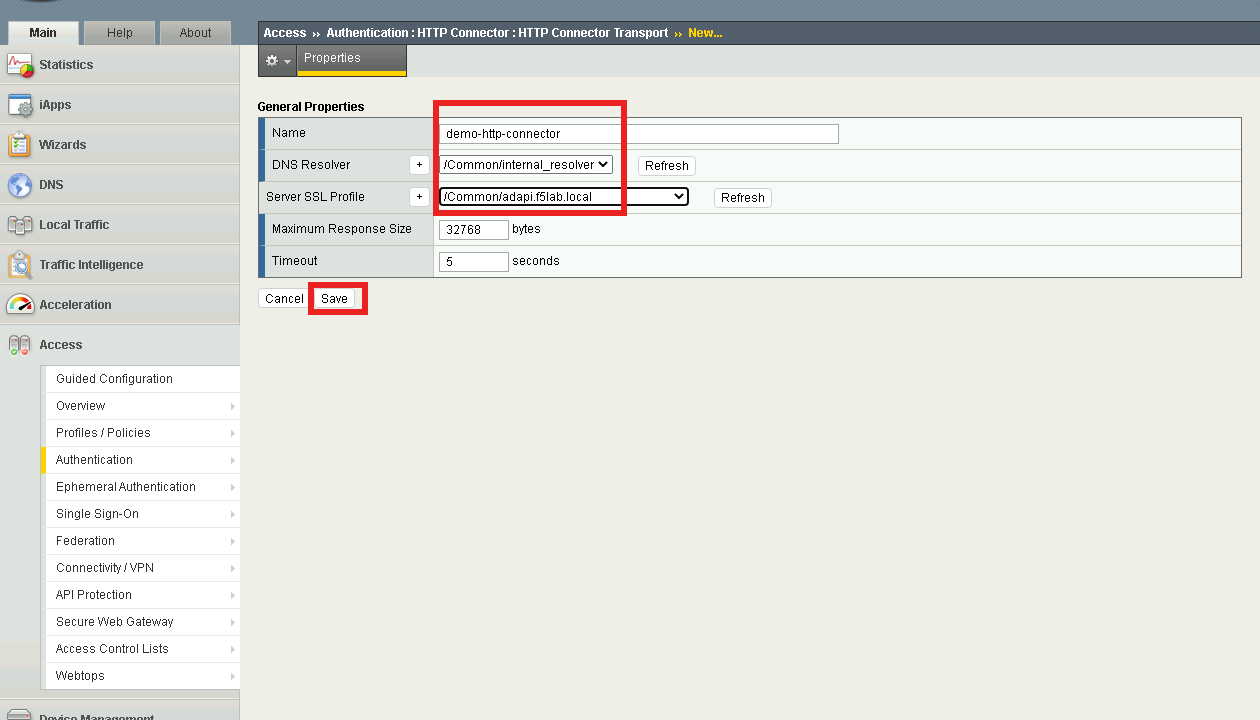 Main Help About
Access ›› Authentication : HTTP Connector : HTTP Connector Transport ›› New...
Properties
Statistics
iApps
Wizards
DNS
Local Traffic
Traffic Intelligence
Acceleration
Access
Guided Configuration
Overview
Profiles / Policies
Authentication
Ephemeral Authentication
Single Sign-On
Federation
Connectivity / VPN
API Protection
Secure Web Gateway
Access Control Lists
Webtops
Device Management
General Properties
Name demo-http-connector
DNS Resolver + /Common/internal_resolver Refresh
Server SSL Profile + /Common/adapi.f5lab.local Refresh
Maximum Response Size 32768 bytes
Timeout 5 seconds
Cancel Save